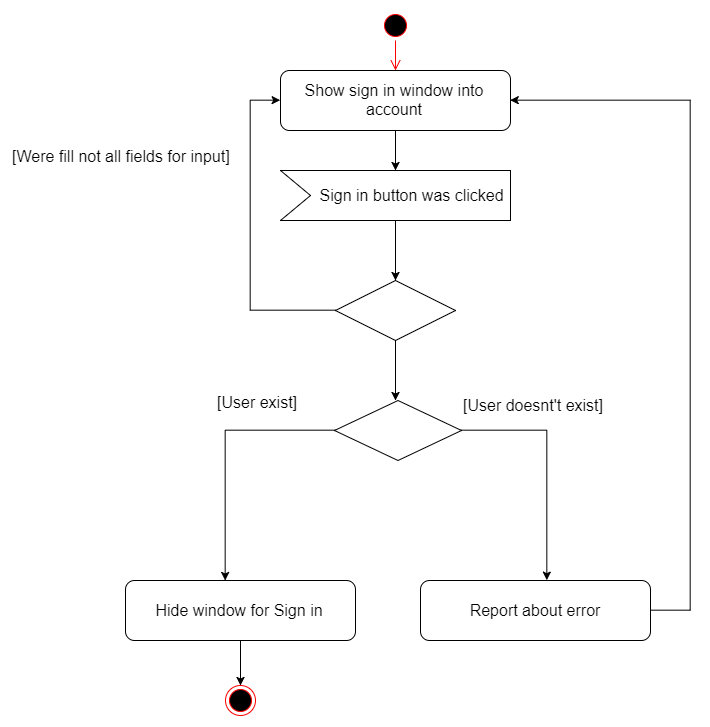 Show sign in window into
account
[Were fill not all fields for input]
Sign in button was clicked
[User exist]
[User doesnt't exist]
Hide window for Sign in
Report about error